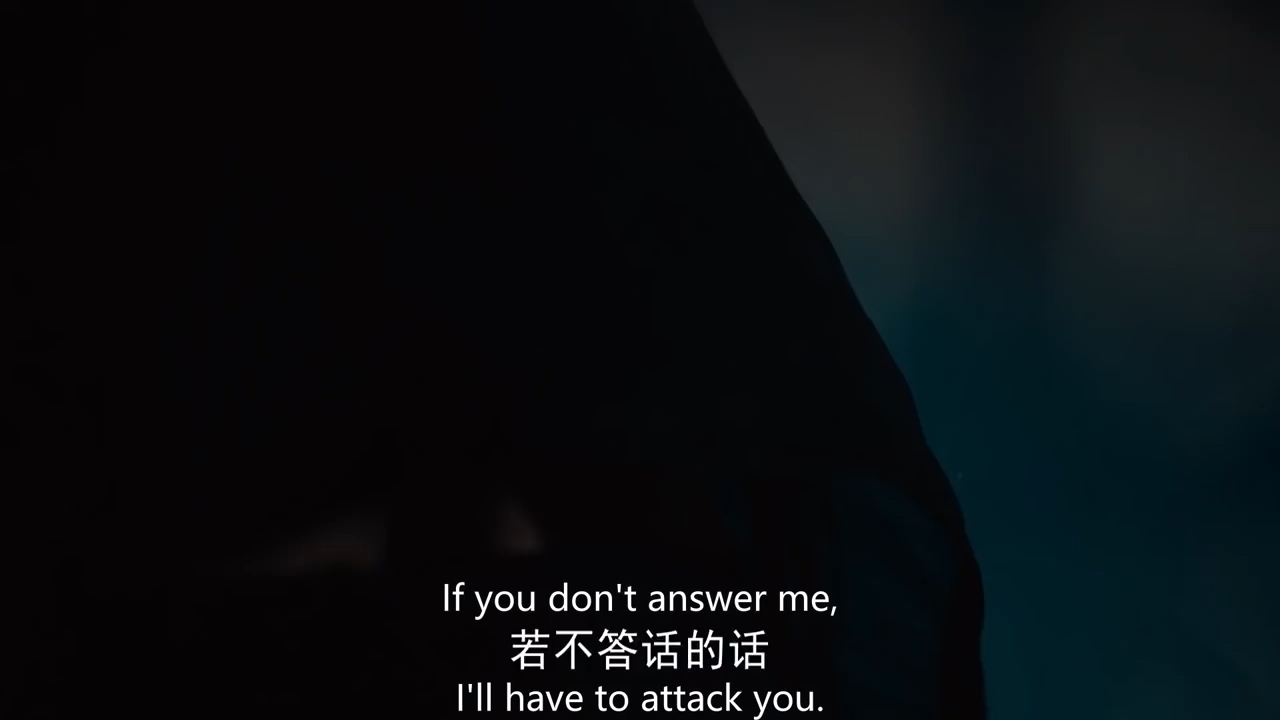 If you don't answer me,
若不答话的话
I'll have to attack you.